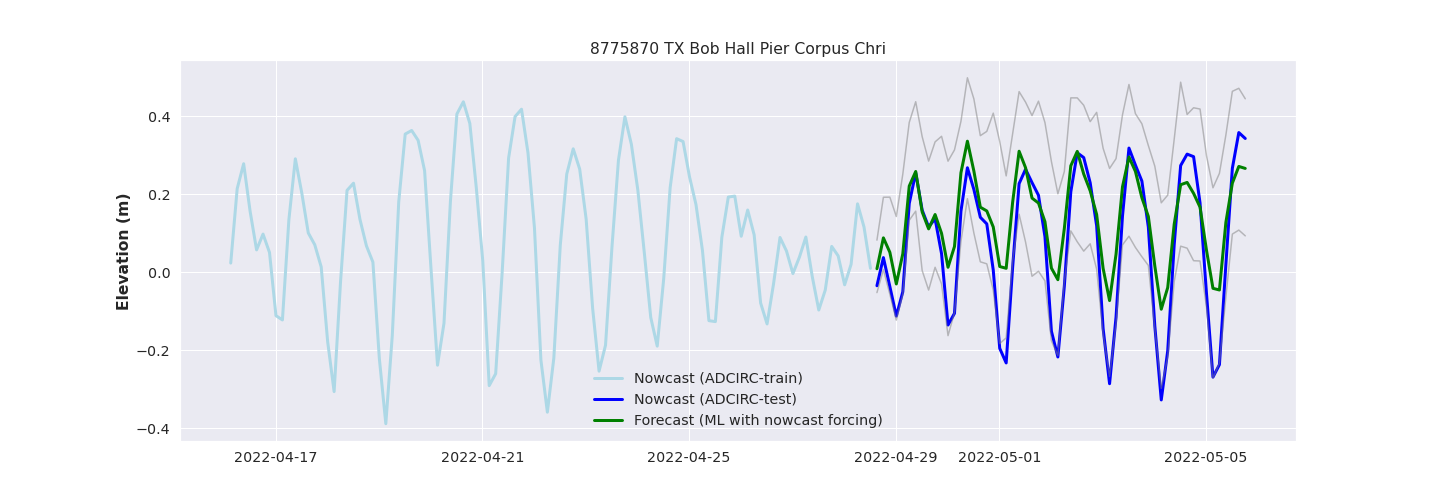 8775870 TX Bob Hall Pier Corpus Chri
Elevation (m)
0.4
0.2
0.0
−0.2
−0.4
Nowcast (ADCIRC-train)
Nowcast (ADCIRC-test)
Forecast (ML with nowcast forcing)
2022-04-17 2022-04-21 2022-04-25 2022-04-29 2022-05-01 2022-05-05